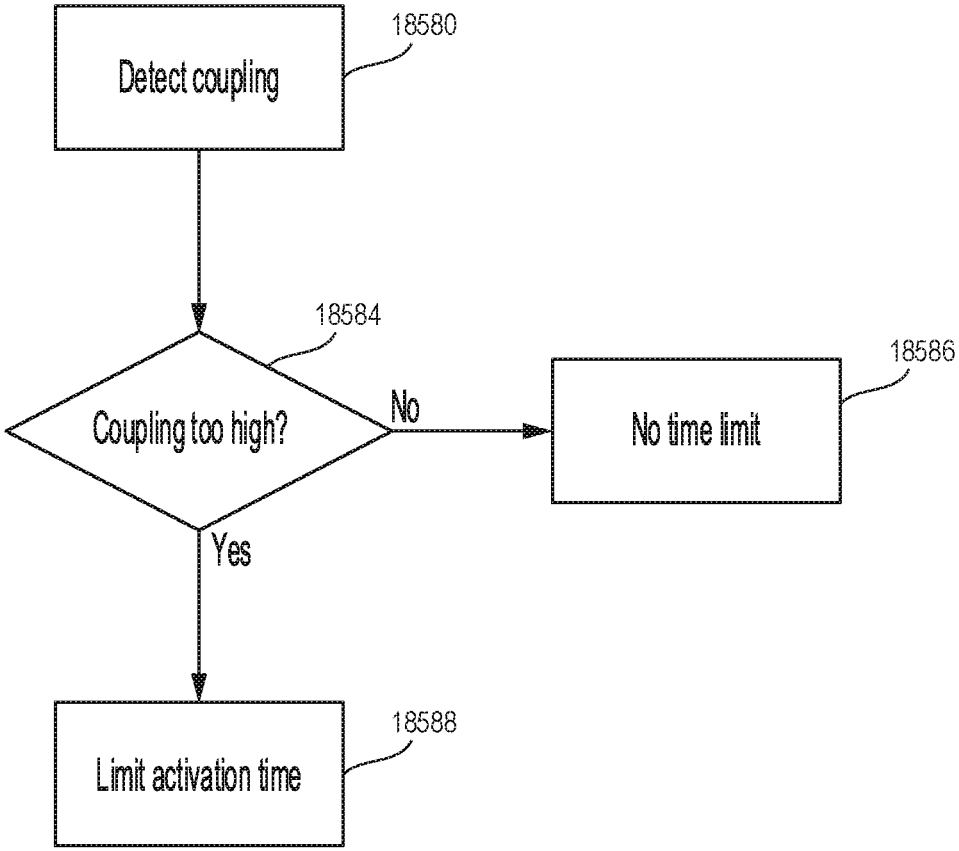 18580
Detect coupling
18584
Coupling too high?
No
18586
No time limit
Yes
18588
Limit activation time